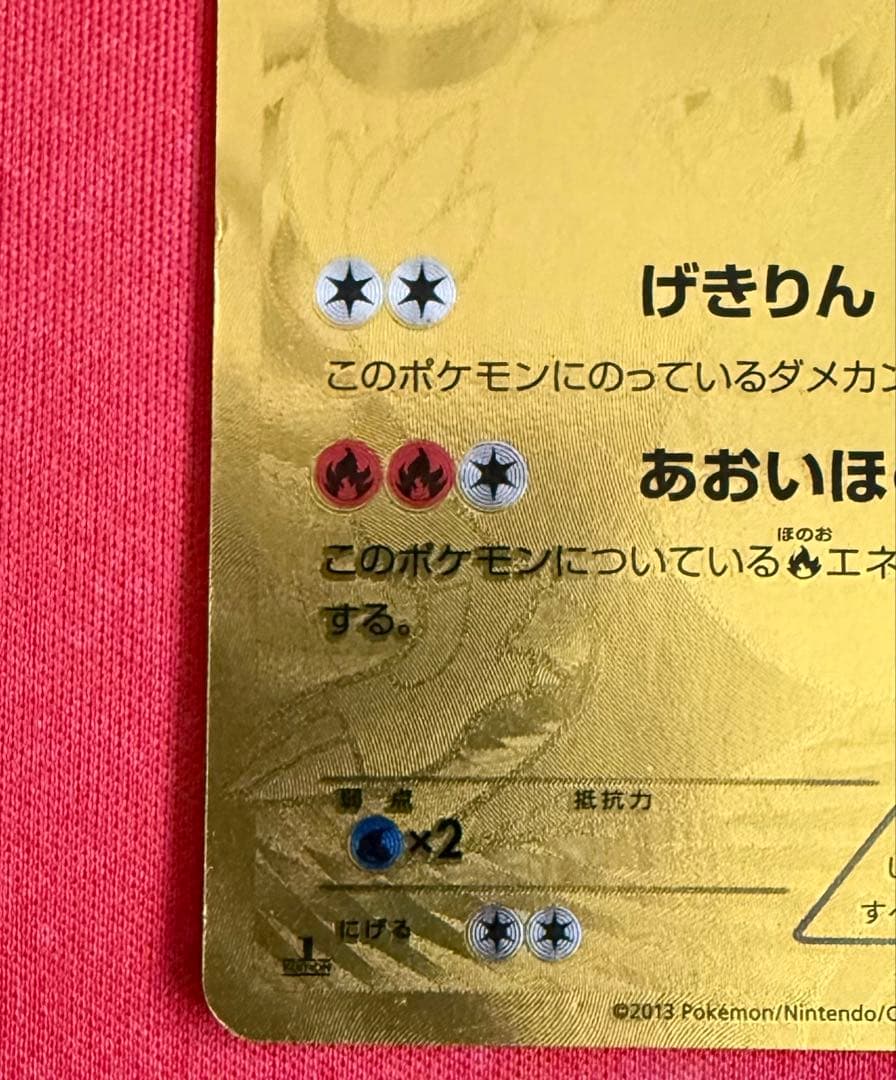 げきりん
このポケモンにのっているダメカン
あおいほ
ほのお
このポケモンについているエネ
する。
弱点 抵抗力
×2
にげる
1
EDITION
©2013 Pokémon/Nintendo/C